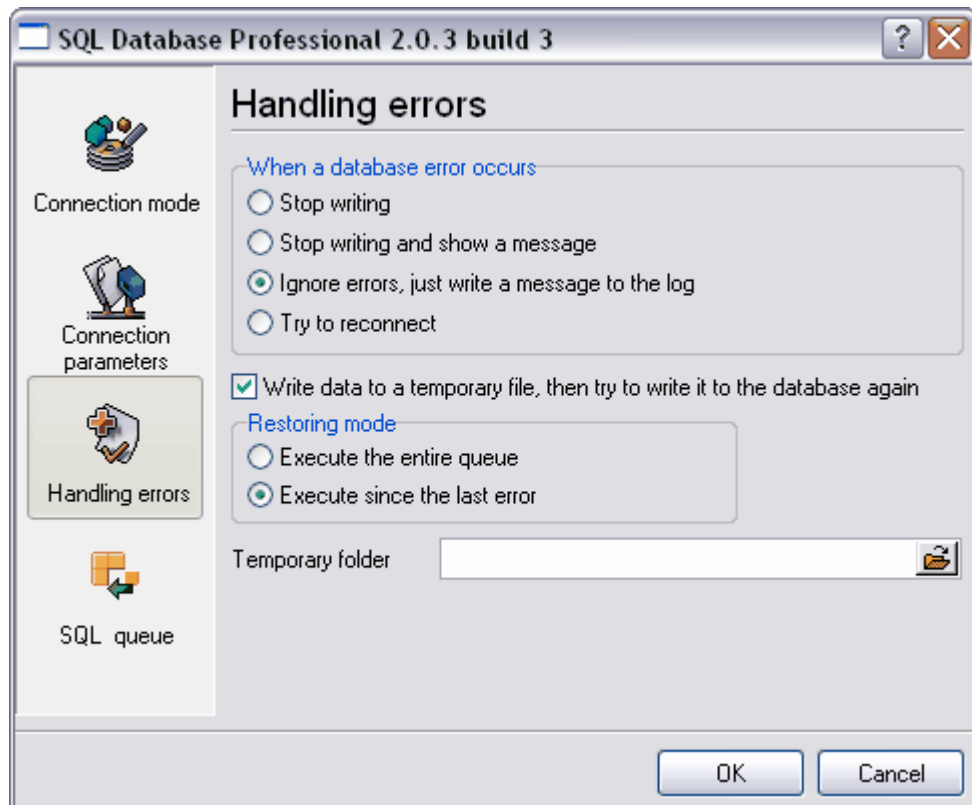 SQL Database Professional 2.0.3 build 3
Connection mode
Connection
parameters
Handling errors
SQL queue
Handling errors
When a database error occurs
Stop writing
Stop writing and show a message
Ignore errors, just write a message to the log
Try to reconnect
Write data to a temporary file, then try to write it to the database again
Restoring mode
Execute the entire queue
Execute since the last error
Temporary folder
OK
Cancel